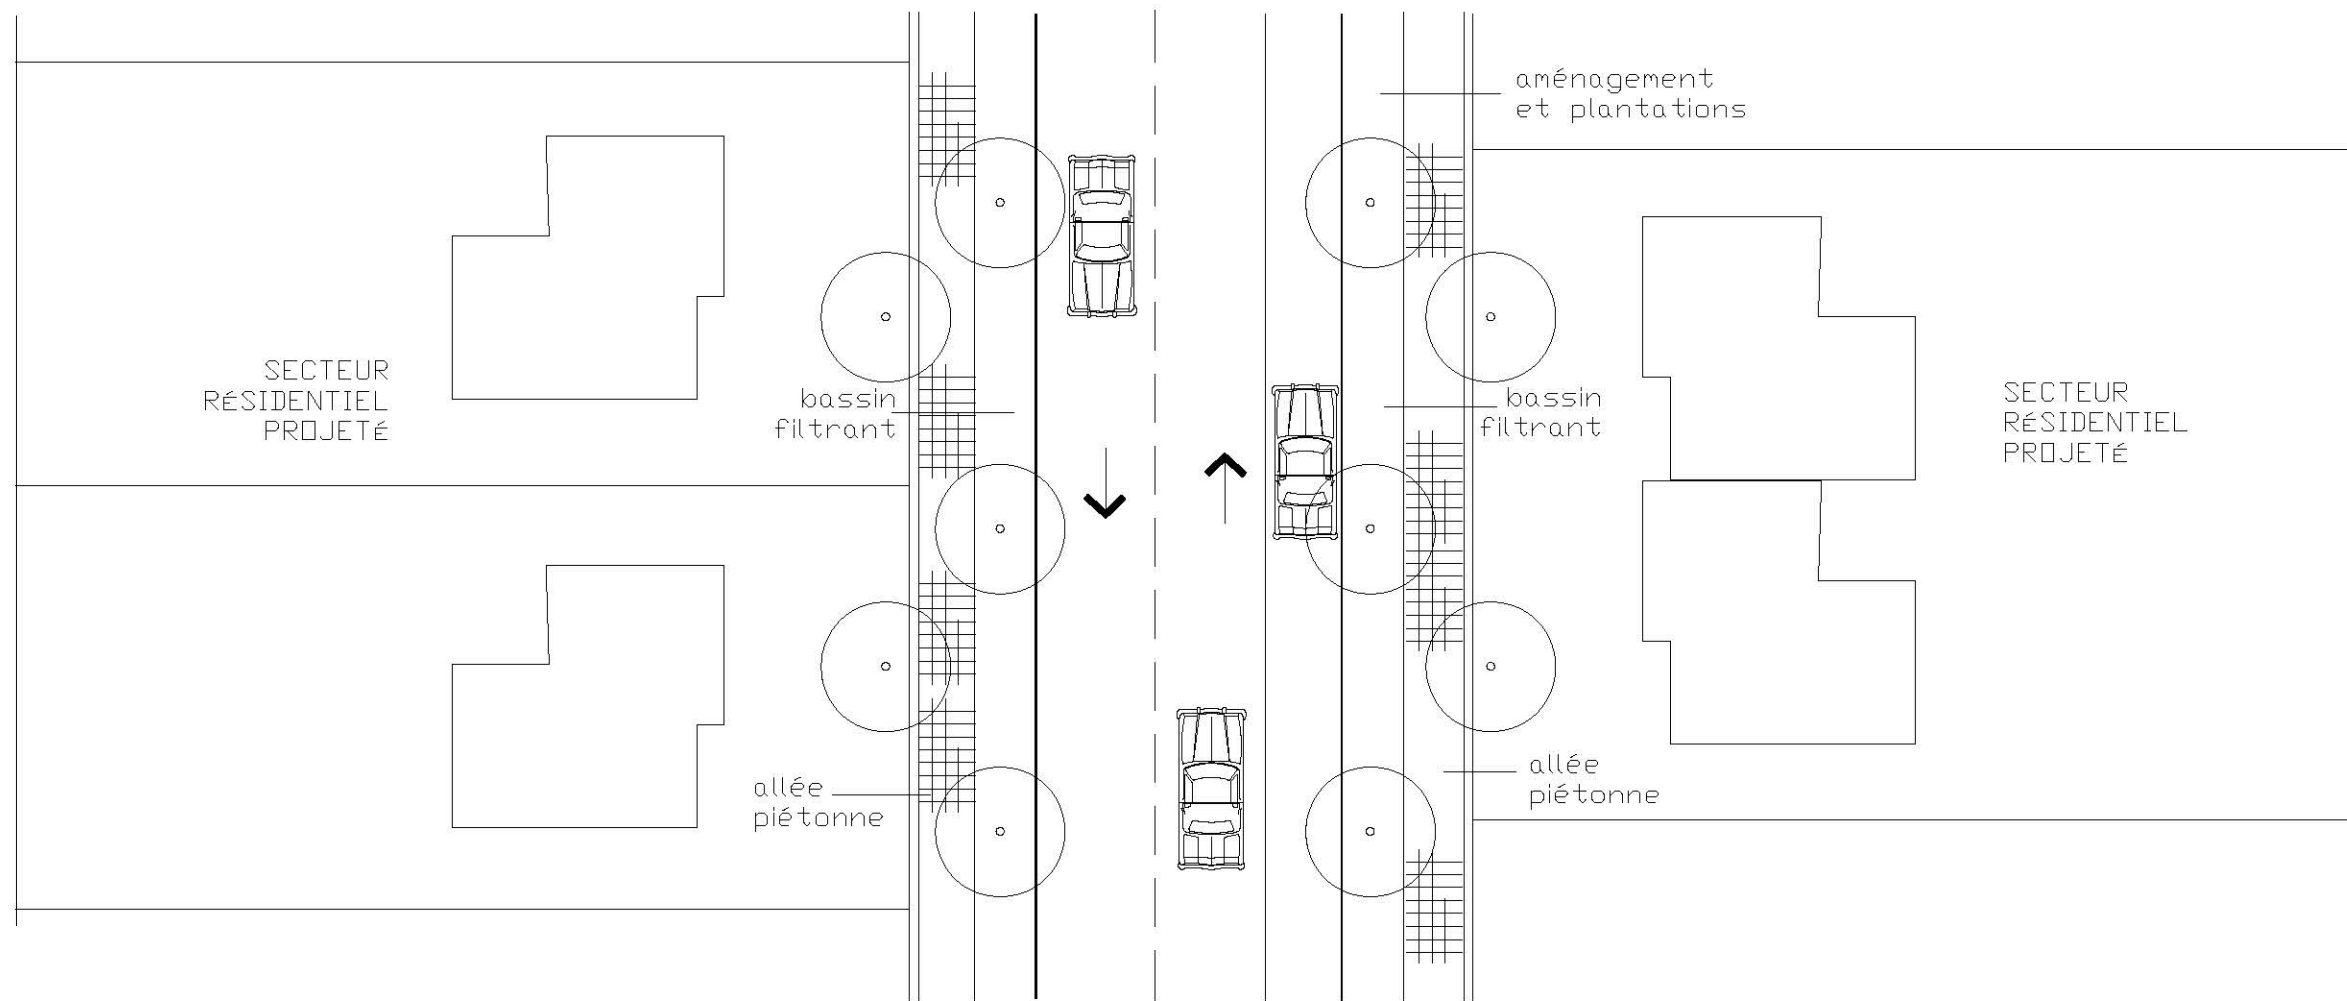 aménagement
et plantations
SECTEUR
RÉSIDENTIEL
PROJETÉ
bassin
filtrant
bassin
filtrant
SECTEUR
RÉSIDENTIEL
PROJETÉ
allée
piétonne
allée
piétonne